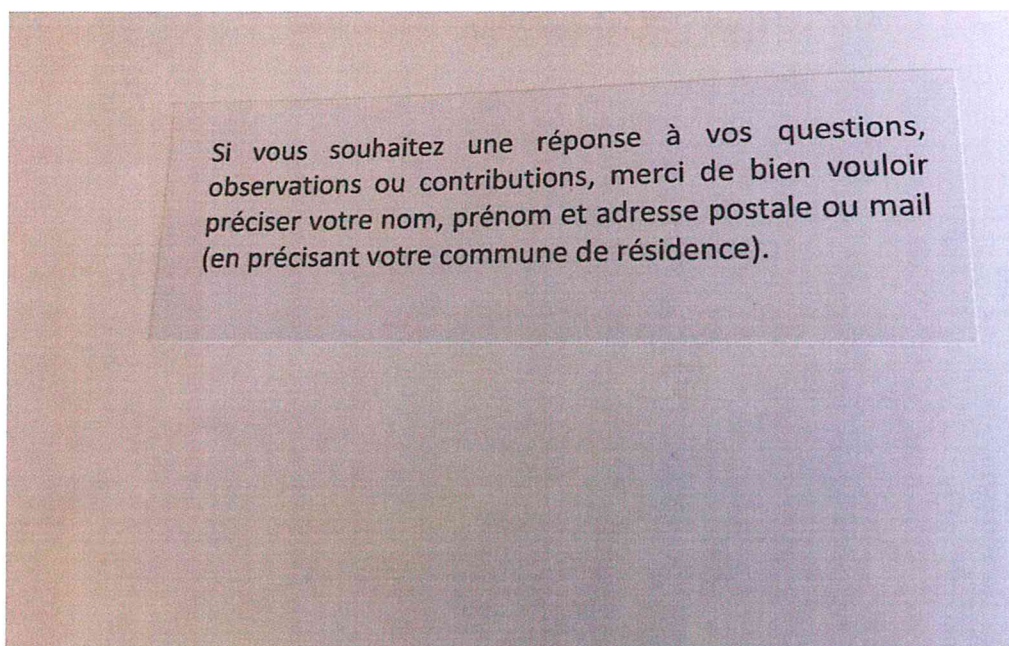 Si vous souhaitez une réponse à vos questions,
observations ou contributions, merci de bien vouloir
préciser votre nom, prénom et adresse postale ou mail
(en précisant votre commune de résidence).